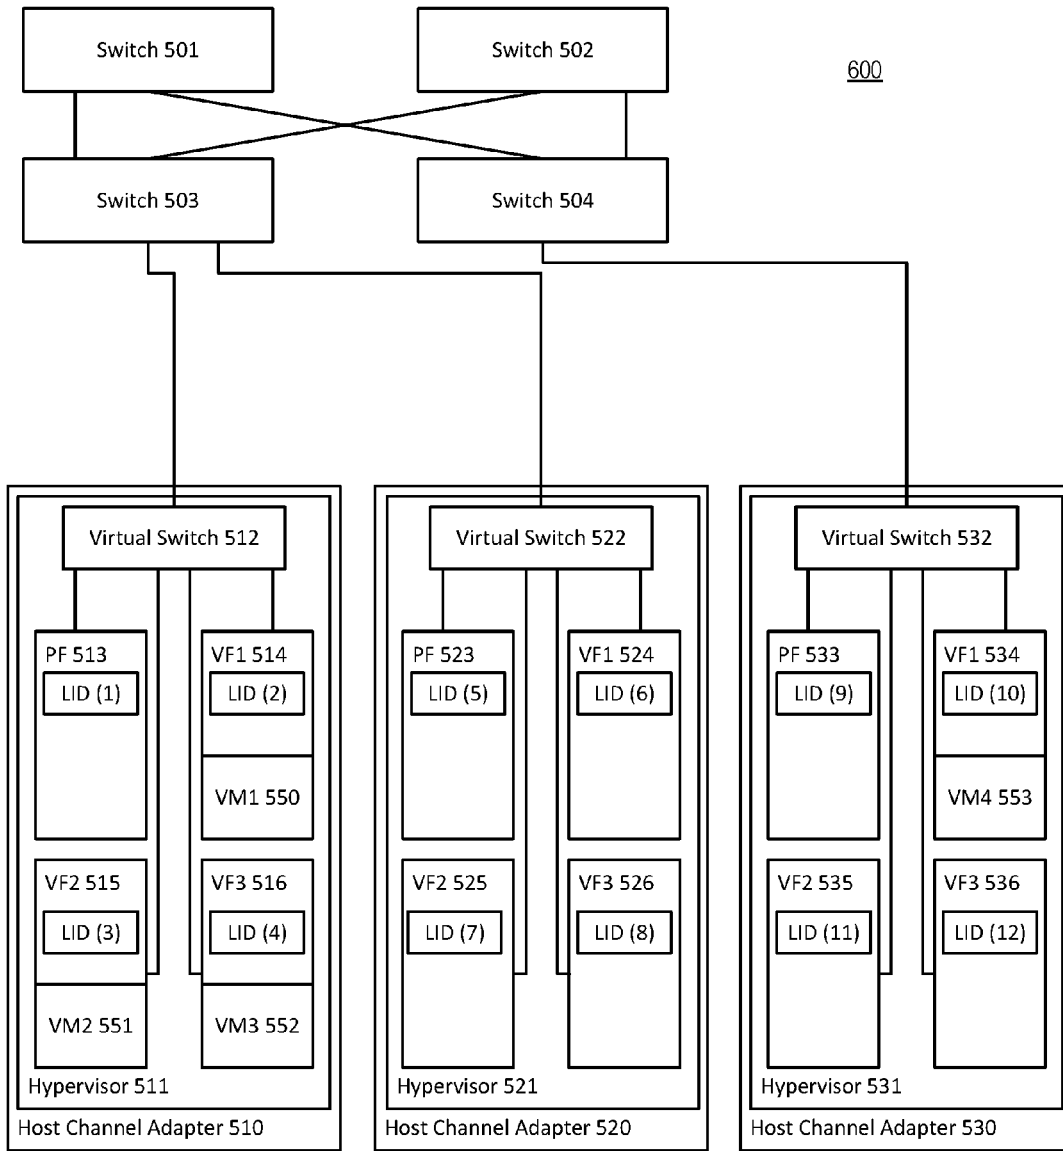 Switch 501
Switch 502
600
Switch 503
Switch 504
Virtual Switch 512
Virtual Switch 522
Virtual Switch 532
PF 513
LID (1)
VF1 514
LID (2)
VM1 550
VF2 515
LID (3)
VM2 551
VF3 516
LID (4)
VM3 552
Hypervisor 511
Host Channel Adapter 510
PF 523
LID (5)
VF1 524
LID (6)
VF2 525
LID (7)
VF3 526
LID (8)
Hypervisor 521
Host Channel Adapter 520
PF 533
LID (9)
VF1 534
LID (10)
VM4 553
VF2 535
LID (11)
VF3 536
LID (12)
Hypervisor 531
Host Channel Adapter 530